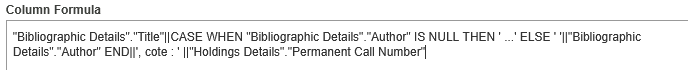 Column Formula
"Bibliographic Details"."Title"||CASE WHEN "Bibliographic Details"."Author" IS NULL THEN ' ...' ELSE ' '||"Bibliographic
Details"."Author" END||', cote : ' ||"Holdings Details"."Permanent Call Number"